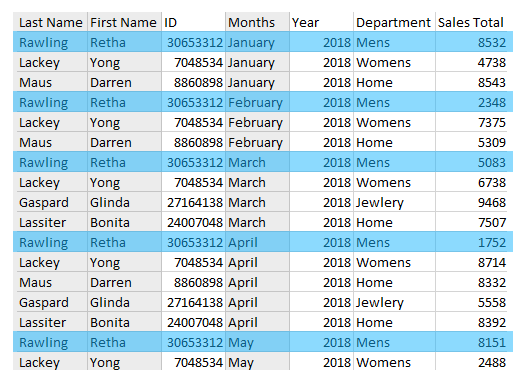 Last Name First Name ID Months Year Department Sales Total
Rawling Retha 30653312 January 2018 Mens 8532
Lackey Yong 7048534 January 2018 Womens 4738
Maus Darren 8860898 January 2018 Home 8543
Rawling Retha 30653312 February 2018 Mens 2348
Lackey Yong 7048534 February 2018 Womens 7375
Maus Darren 8860898 February 2018 Home 5309
Rawling Retha 30653312 March 2018 Mens 5083
Lackey Yong 7048534 March 2018 Womens 6738
Gaspard Glinda 27164138 March 2018 Jewlery 9468
Lassiter Bonita 24007048 March 2018 Home 7507
Rawling Retha 30653312 April 2018 Mens 1752
Lackey Yong 7048534 April 2018 Womens 8714
Maus Darren 8860898 April 2018 Home 8332
Gaspard Glinda 27164138 April 2018 Jewlery 5558
Lassiter Bonita 24007048 April 2018 Home 8392
Rawling Retha 30653312 May 2018 Mens 8151
Lackey Yong 7048534 May 2018 Womens 2488